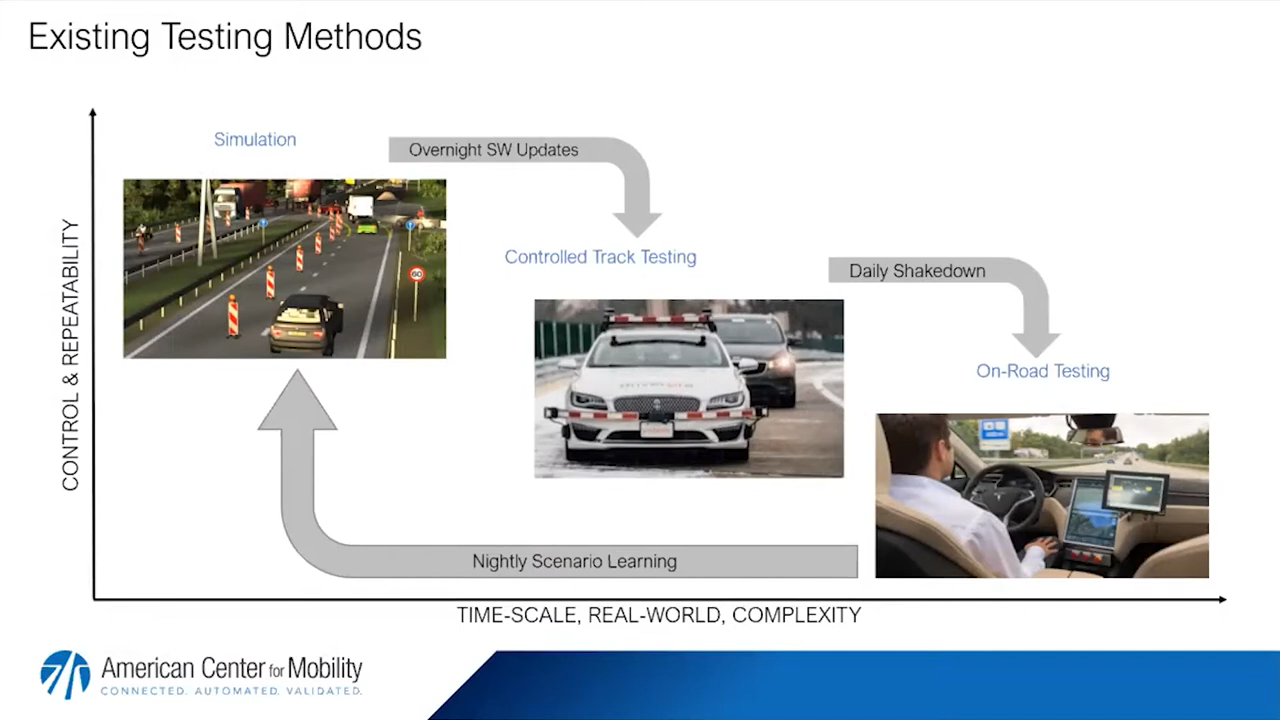 Existing Testing Methods
Simulation
Overnight SW Updates
60
Controlled Track Testing
Daily Shakedown
On-Road Testing
CONTROL & REPEATABILITY
Nightly Scenario Learning
TIME-SCALE, REAL-WORLD, COMPLEXITY
American Center for Mobility
CONNECTED. AUTOMATED. VALIDATED.